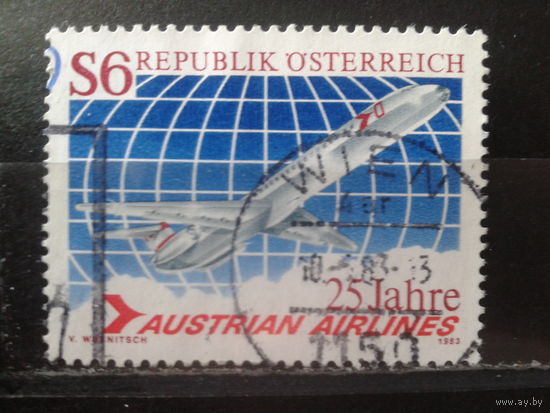 S6 REPUBLIK ÖSTERREICH
WIEN
25 Jahre
AUSTRIAN AIRLINES
1983
www.ay.by